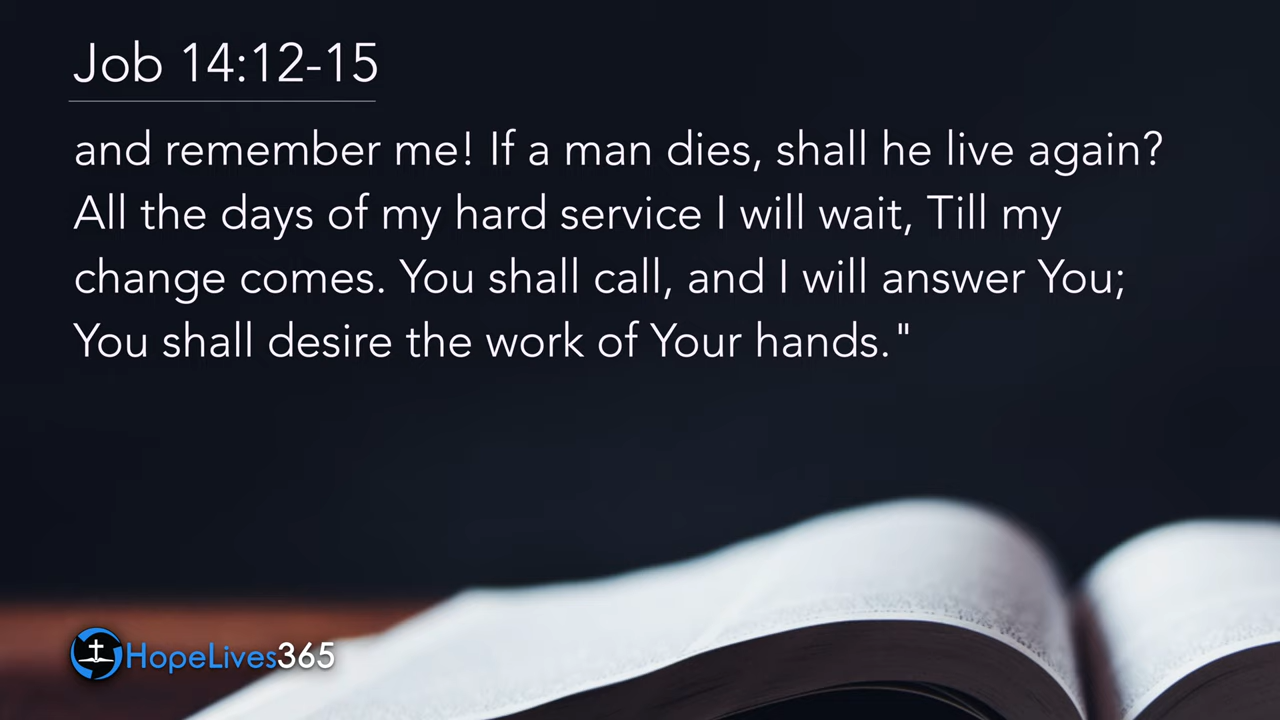 Job 14:12-15
and remember me! If a man dies, shall he live again?
All the days of my hard service I will wait, Till my
change comes. You shall call, and I will answer You;
You shall desire the work of Your hands."
HopeLives365